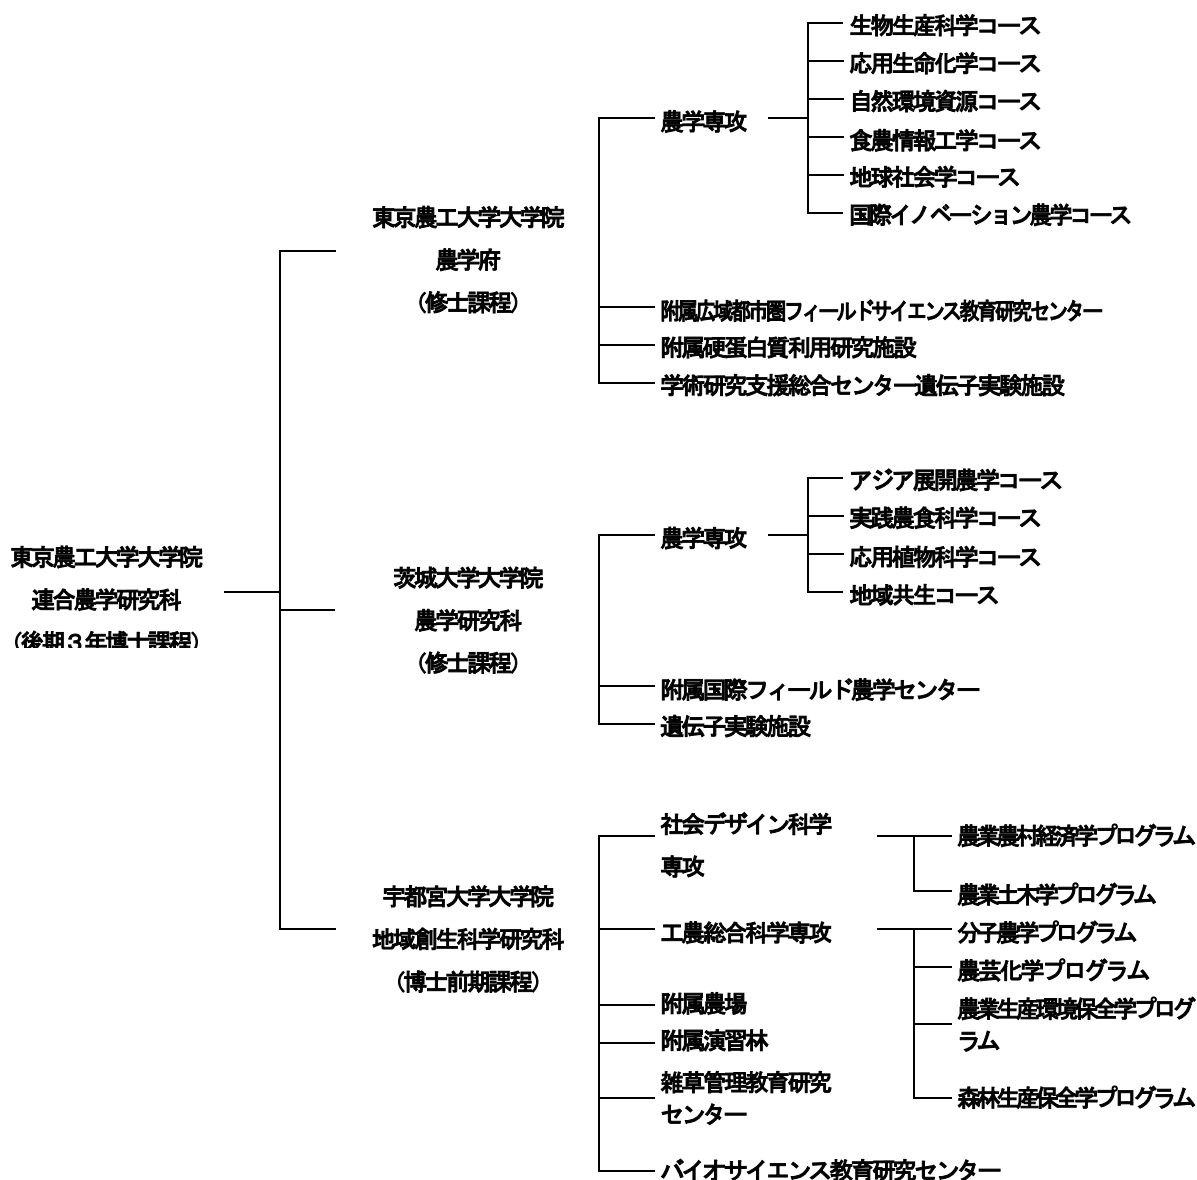 東京農工大学大学院
連合農学研究科
（後期３年博士課程）
東京農工大学大学院
農学府
（修士課程）
農学専攻
生物生産科学コース
応用生命化学コース
自然環境資源コース
食農情報工学コース
地球社会学コース
国際イノベーション農学コース
附属広域都市圏フィールドサイエンス教育研究センター
附属硬蛋白質利用研究施設
学術研究支援総合センター遺伝子実験施設
茨城大学大学院
農学研究科
（修士課程）
農学専攻
アジア展開農学コース
実践農食科学コース
応用植物科学コース
地域共生コース
附属国際フィールド農学センター
遺伝子実験施設
宇都宮大学大学院
地域創生科学研究科
（博士前期課程）
社会デザイン科学
専攻
農業農村経済学プログラム
農業土木学プログラム
工農総合科学専攻
分子農学プログラム
農芸化学プログラム
農業生産環境保全学プログ
ラム
森林生産保全学プログラム
附属農場
附属演習林
雑草管理教育研究
センター
バイオサイエンス教育研究センター